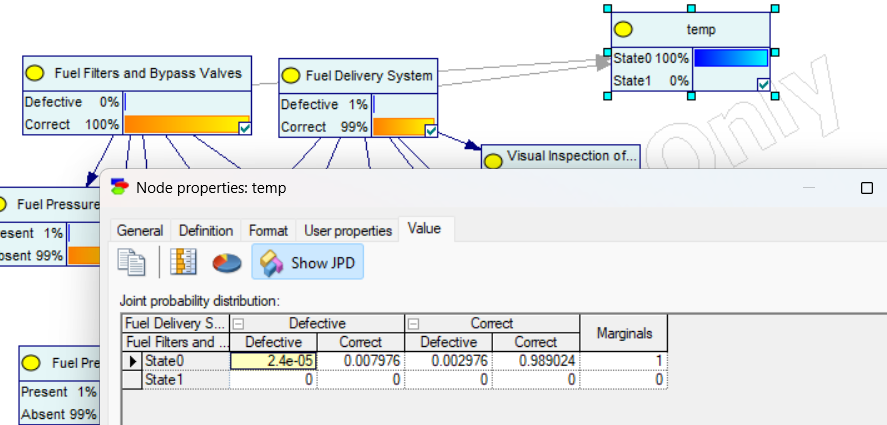 temp
State0 100%
State1 0%
Fuel Filters and Bypass Valves
Defective 0%
Correct 100%
Fuel Delivery System
Defective 1%
Correct 99%
Only
Visual Inspection of...
Fuel Pressure
esent 1%
bsent 99%
Fuel Pre
Present 1%
Absent 99%
Node properties: temp
General Definition Format User properties Value
Show JPD
Joint probability distribution:
Fuel Delivery S... Defective Correct Marginals
Fuel Filters and ... Defective Correct Defective Correct
State0 2.4e-05 0.007976 0.002976 0.989024 1
State1 0 0 0 0 0